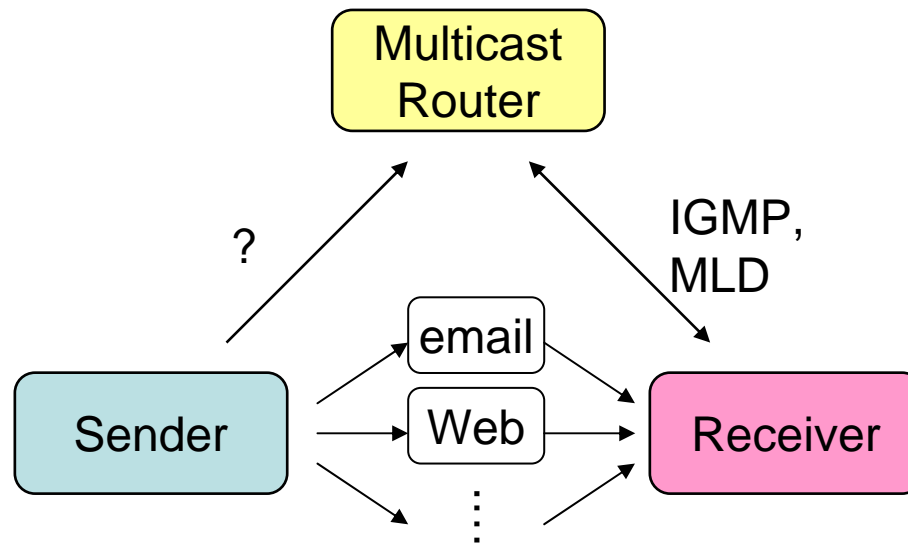 Multicast
Router
?
IGMP,
MLD
email
Sender
Web
Receiver
⋮